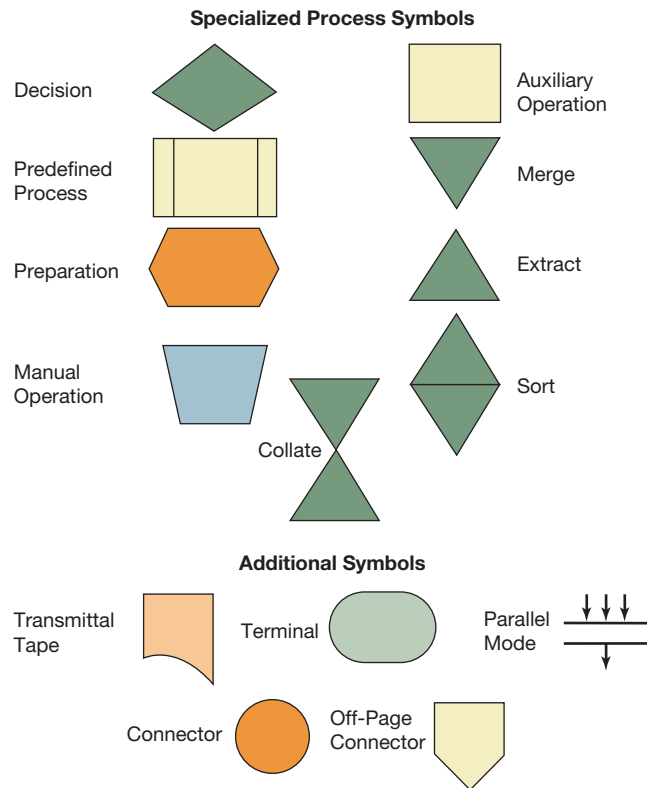 Specialized Process Symbols
Decision
Auxiliary
Operation
Predefined
Process
Merge
Preparation
Extract
Manual
Operation
Sort
Collate
Additional Symbols
Transmittal
Tape
Terminal
Parallel
Mode
Connector
Off-Page
Connector